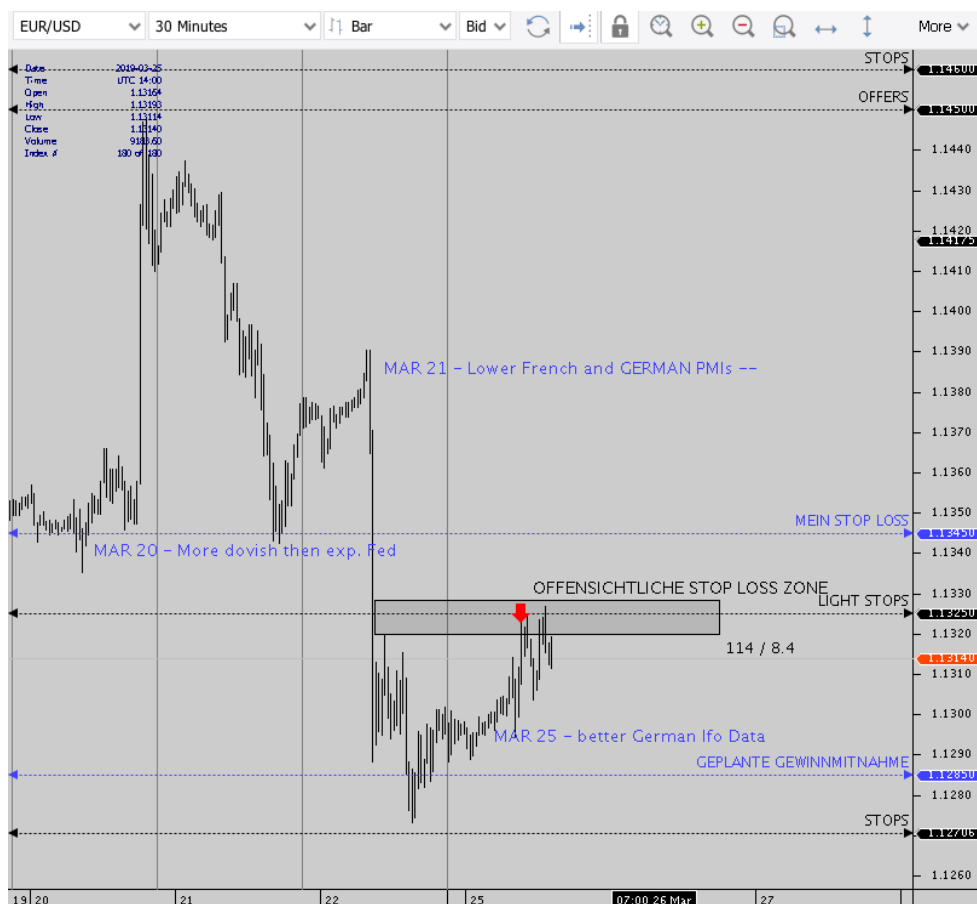 EUR/USD 30 Minutes Bar Bid More
STOPS
1.14600
Date 2019-03-25
Time UTC 14:00
Open 1.13164
High 1.13193
Low 1.13114
Close 1.13140
Volume 9183.60
Index # 180 of 180
OFFERS
1.14500
1.1440
1.1430
1.1420
1.14175
1.1410
1.1400
1.1390
MAR 21 - Lower French and GERMAN PMIs --
1.1380
1.1370
1.1360
1.1350
MEIN STOP LOSS
1.13450
MAR 20 - More dovish then exp. Fed
1.1340
OFFENSICHTLICHE STOP LOSS ZONE
1.1330
LIGHT STOPS
1.13250
1.1320
114 / 8.4
1.13140
1.1310
1.1300
MAR 25 - better German Ifo Data
1.1290
GEPLANTE GEWINNMITNAHME
1.12850
1.1280
STOPS
1.12706
1.1260
19 20 21 22 25 07:00 26 Mar 27